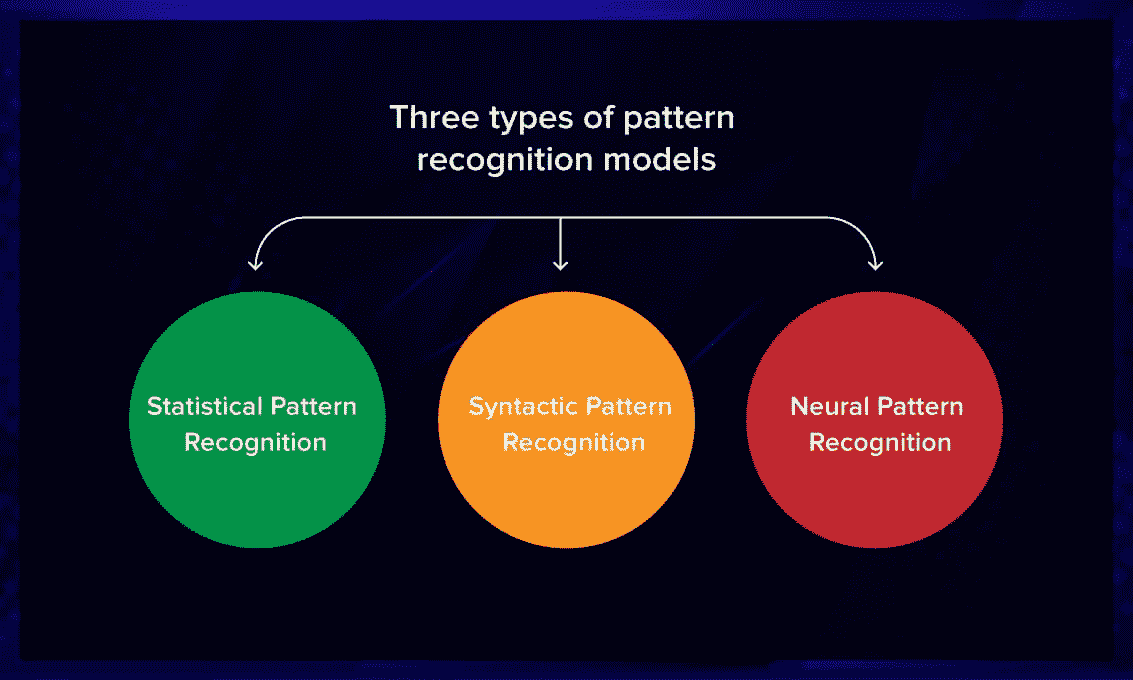 Three types of pattern
recognition models
Statistical Pattern
Recognition
Syntactic Pattern
Recognition
Neural Pattern
Recognition